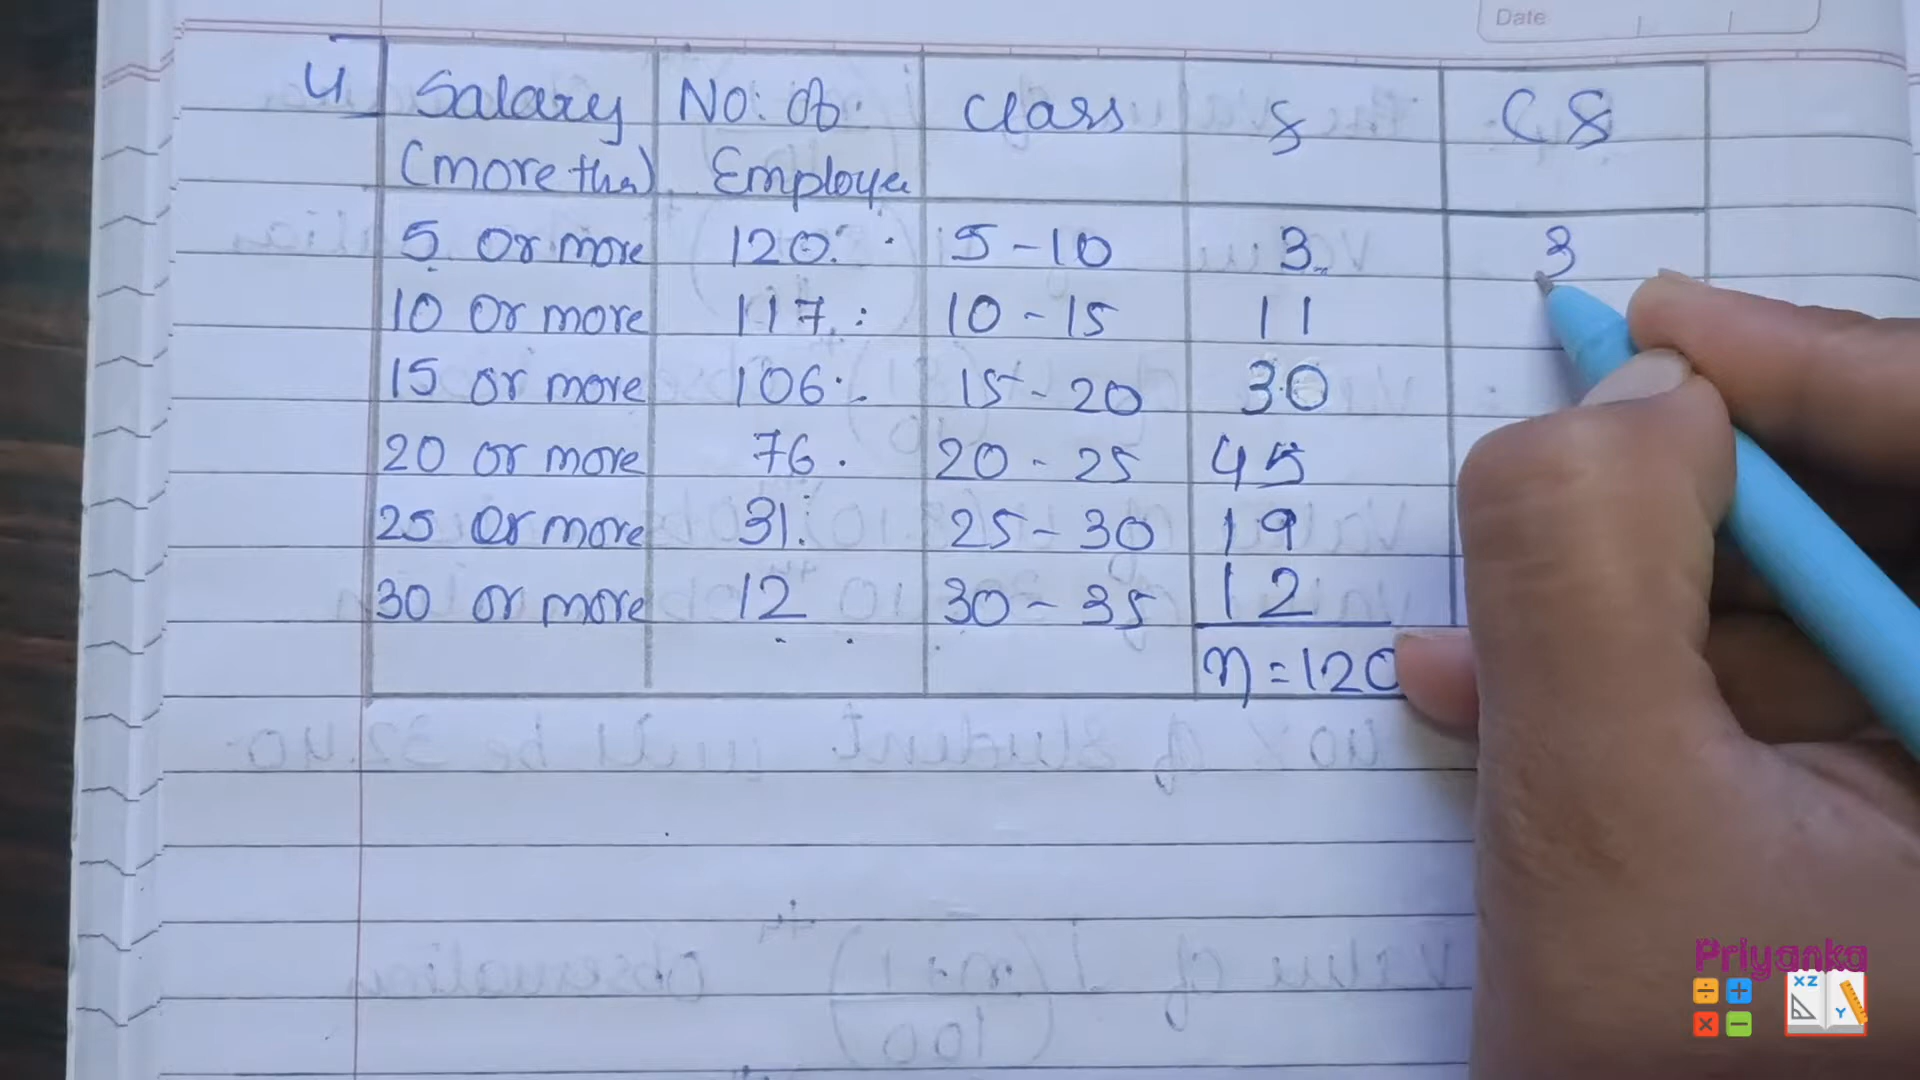 Date
4. Salary No: of class f cf
(more than) Employee
5 or more 120. 5-10 3 3
10 or more 117. 10-15 11
15 or more 106. 15-20 30
20 or more 76. 20-25 45
25 or more 31. 25-30 19
30 or more 12 30-35 12
n=120
Priyanka
XZ
Y